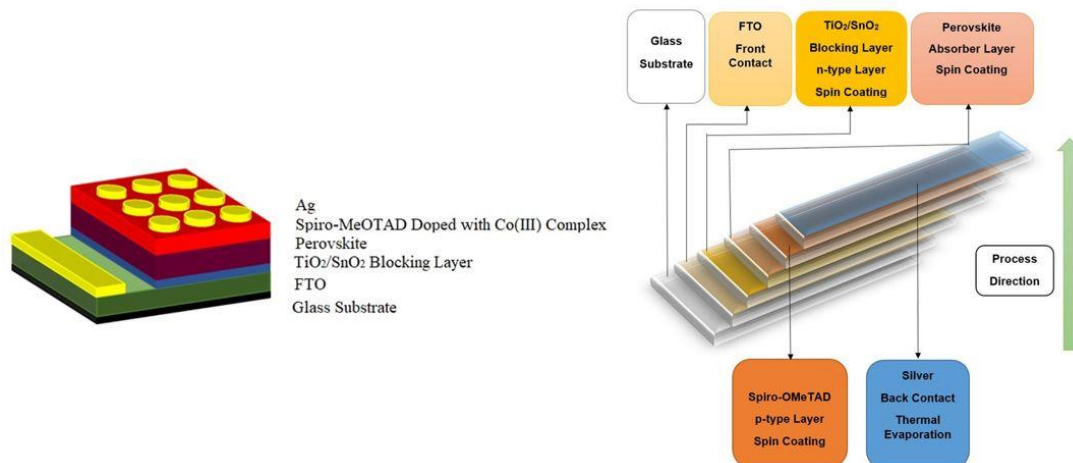 Ag
Spiro-MeOTAD Doped with Co(III) Complex
Perovskite
TiO₂/SnO₂ Blocking Layer
FTO
Glass Substrate
Glass
Substrate
FTO
Front
Contact
TiO₂/SnO₂
Blocking Layer
n-type Layer
Spin Coating
Perovskite
Absorber Layer
Spin Coating
Process
Direction
Spiro-OMeTAD
p-type Layer
Spin Coating
Silver
Back Contact
Thermal
Evaporation